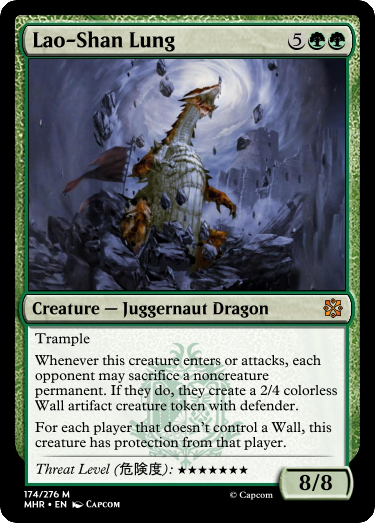 Lao-Shan Lung 5
Creature — Juggernaut Dragon
Trample
Whenever this creature enters or attacks, each
opponent may sacrifice a noncreature
permanent. If they do, they create a 2/4 colorless
Wall artifact creature token with defender.
For each player that doesn't control a Wall, this
creature has protection from that player.
Threat Level (危険度): ★★★★★★★
8/8
174/276 M
MHR • EN Capcom
© Capcom